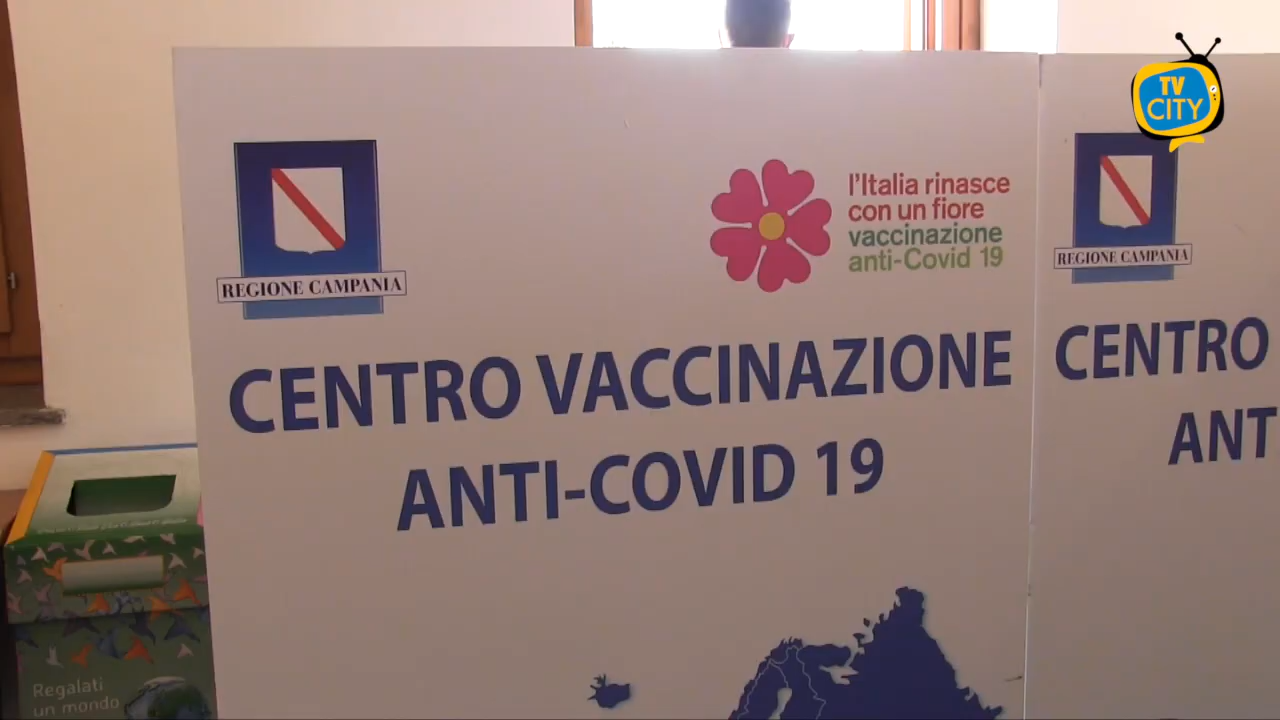 TV
CITY
REGIONE CAMPANIA
l'Italia rinasce
con un fiore
vaccinazione
anti-Covid 19
CENTRO VACCINAZIONE
ANTI-COVID 19
REGIONE CAMPANIA
CENTRO
ANT
Regalati
un mondo